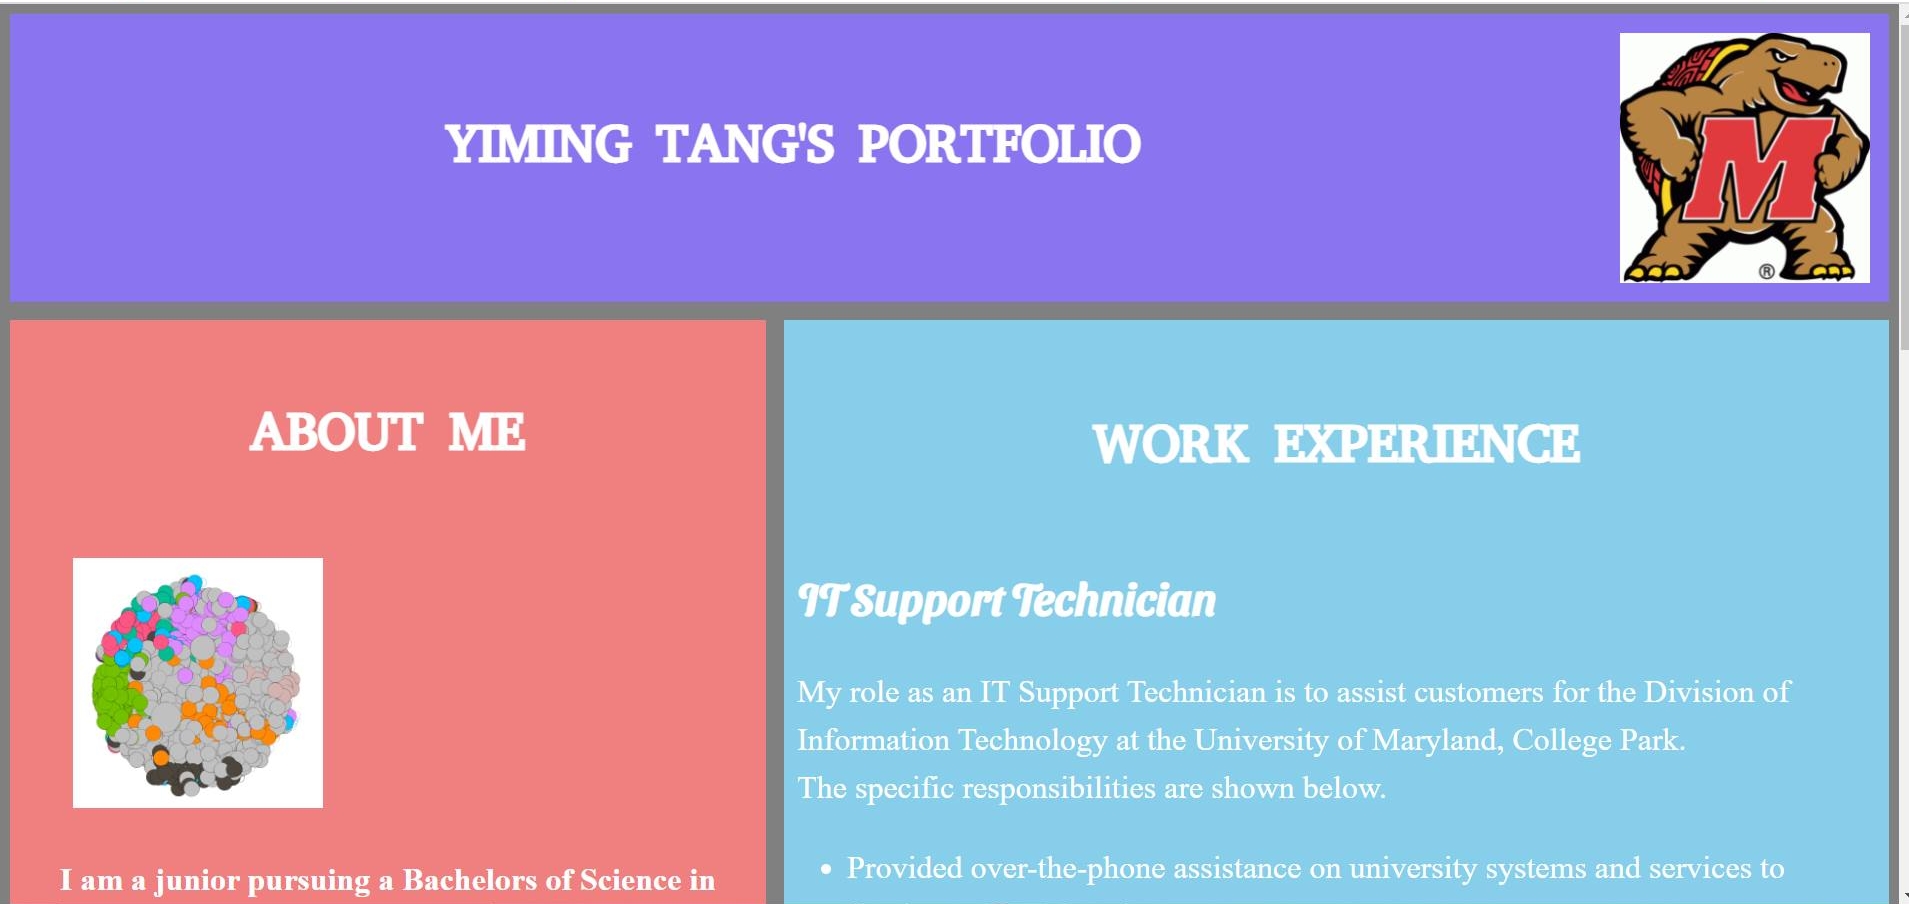 YIMING TANG'S PORTFOLIO
M
®
ABOUT ME
I am a junior pursuing a Bachelors of Science in
WORK EXPERIENCE
IT Support Technician
My role as an IT Support Technician is to assist customers for the Division of
Information Technology at the University of Maryland, College Park.
The specific responsibilities are shown below.
• Provided over-the-phone assistance on university systems and services to